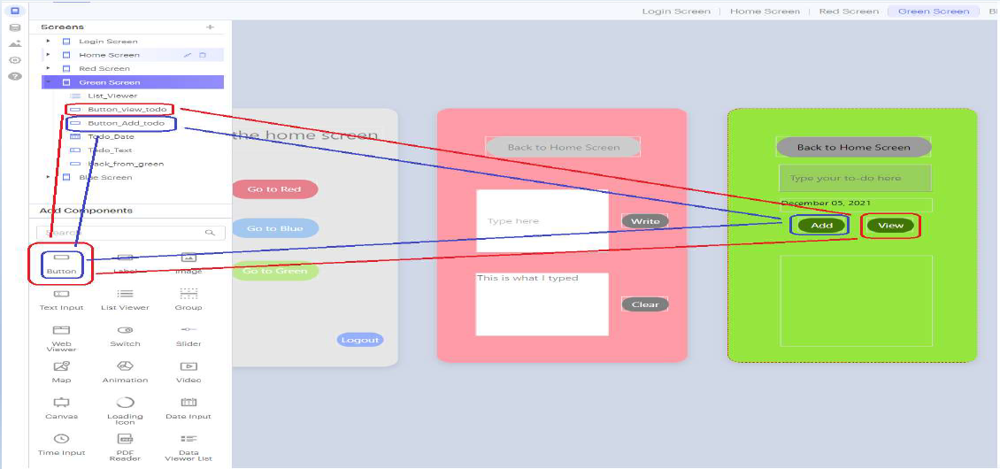 Login Screen
Home Screen
Red Screen
Green Screen
Bl
Screens
Login Screen
Home Screen
Red Screen
Green Screen
List_Viewer
Button_view_todo
Button_Add_todo
Todo_Date
Todo_Text
back_from_green
Blue Screen
Add Components
Search
Button
Label
Image
Text Input
List Viewer
Group
Web
Viewer
Switch
Slider
Map
Animation
Video
Canvas
Loading
Icon
Date Input
Time Input
PDF
Reader
Data
Viewer List
the home screen
Go to Red
Go to Blue
Go to Green
Logout
Back to Home Screen
Type here
Write
This is what I typed
Clear
Back to Home Screen
Type your to-do here
December 05, 2021
Add
View